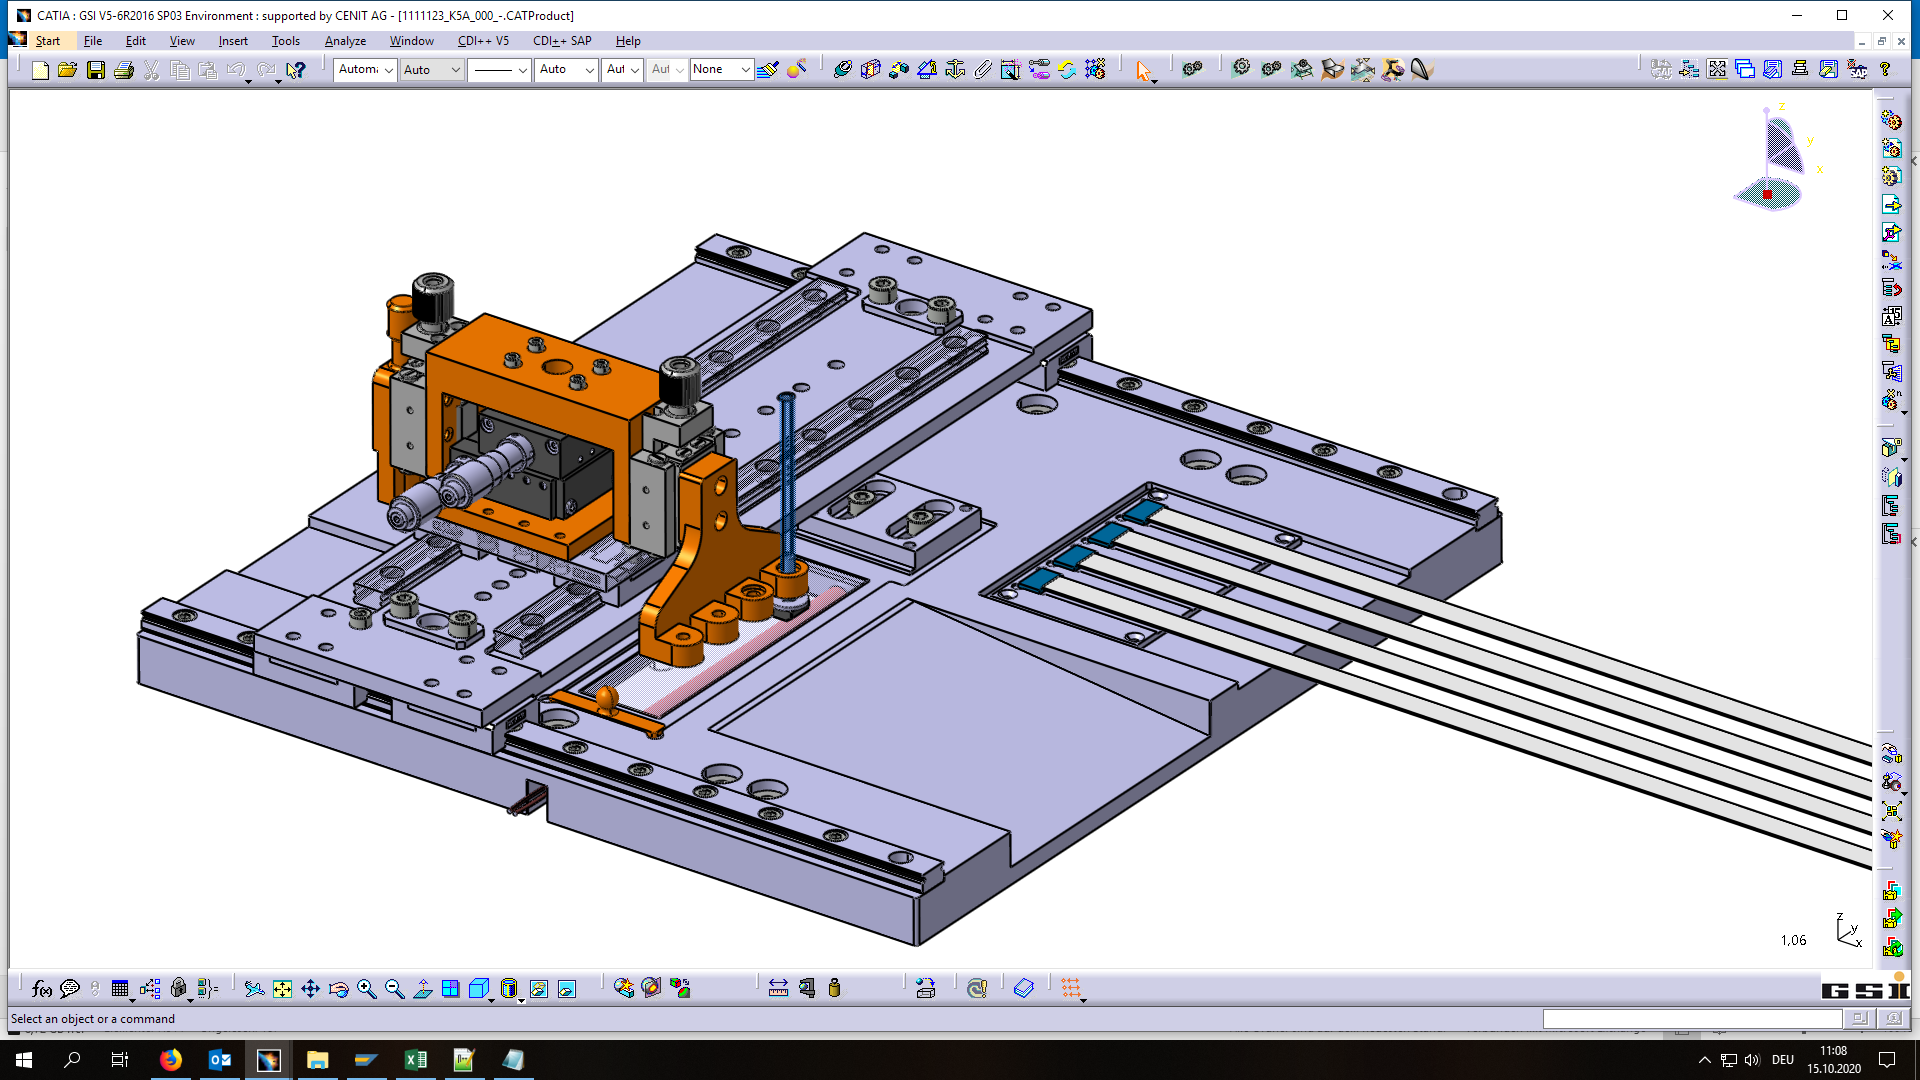 CATIA : GSI V5-6R2016 SP03 Environment : supported by CENIT AG - [1111123_K5A_000_-.CATProduct]
Start File Edit View Insert Tools Analyze Window CDI++ V5 CDI++ SAP Help
Automa Auto Auto Aut Aut None
z
y
x
1,06
z
y
x
f(x)
GSI
Select an object or a command
DEU
11:08
15.10.2020